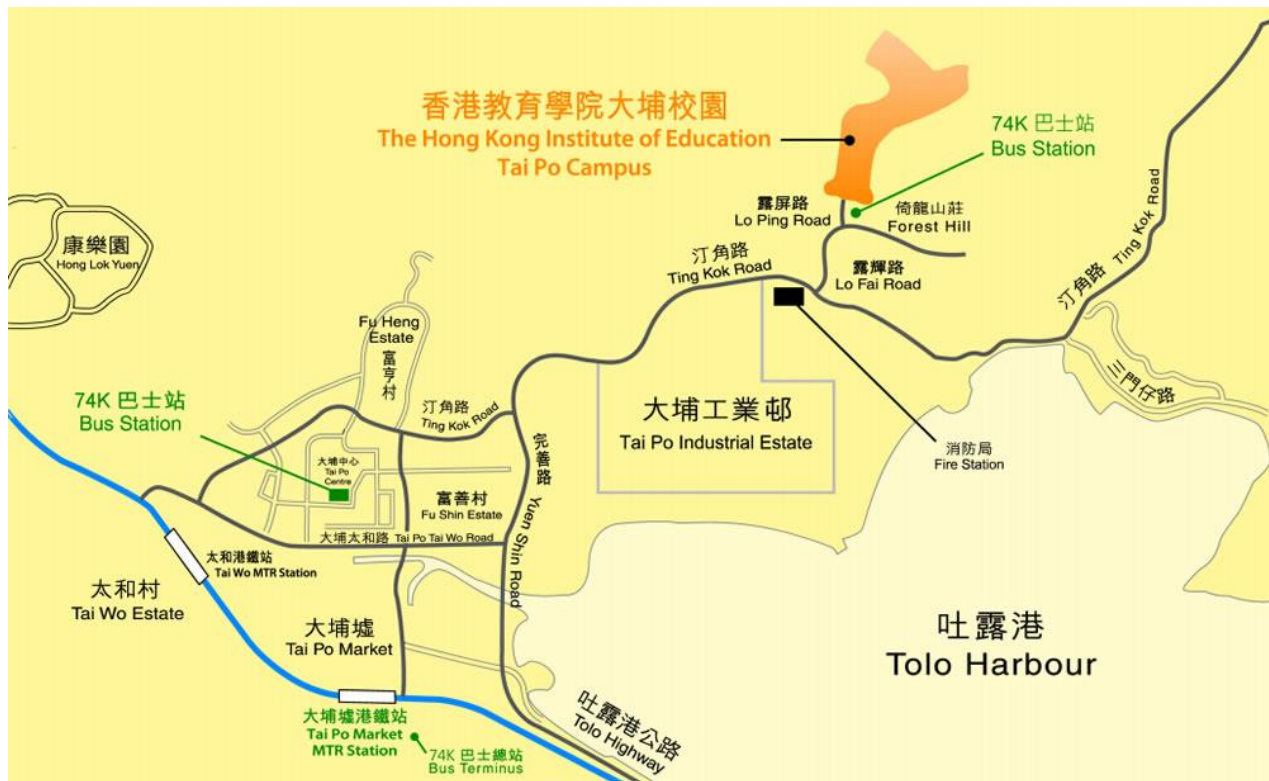 香港教育學院大埔校園
The Hong Kong Institute of Education
Tai Po Campus
74K 巴士站
Bus Station
露屏路
Lo Ping Road
倚龍山莊
Forest Hill
汀角路
Ting Kok Road
露輝路
Lo Fai Road
汀角路 Ting Kok Road
康樂園
Hong Lok Yuen
Fu Heng
Estate
富亨村
74K 巴士站
Bus Station
汀角路
Ting Kok Road
大埔中心
Tai Po
Centre
大埔工業邨
Tai Po Industrial Estate
三門仔路
消防局
Fire Station
完善路 Yuen Shin Road
富善村
Fu Shin Estate
大埔太和路 Tai Po Tai Wo Road
太和港鐵站
Tai Wo MTR Station
太和村
Tai Wo Estate
大埔墟
Tai Po Market
吐露港
Tolo Harbour
大埔墟港鐵站
Tai Po Market
MTR Station
74K 巴士總站
Bus Terminus
吐露港公路
Tolo Highway